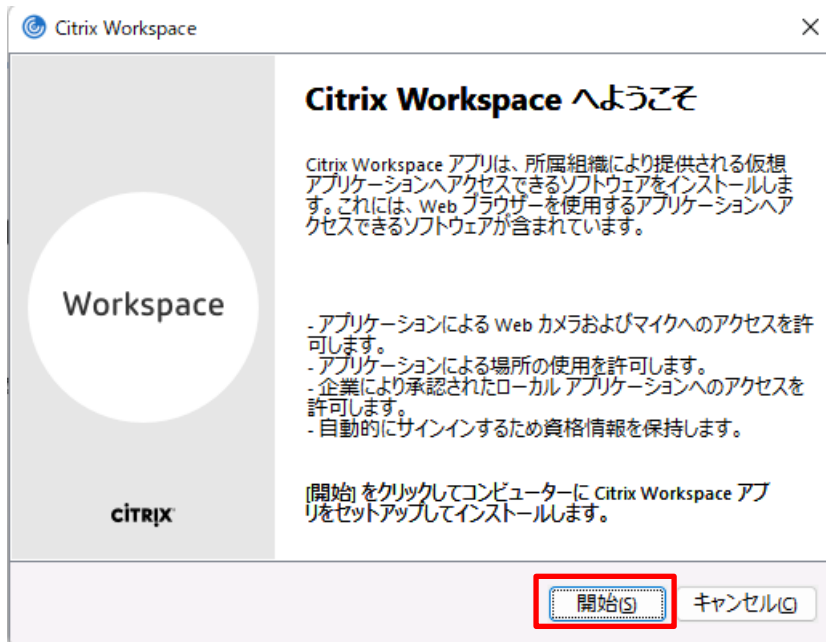 Citrix Workspace
Citrix Workspace へようこそ
Citrix Workspace アプリは、所属組織により提供される仮想
アプリケーションへアクセスできるソフトウェアをインストールしま
す。これには、Web ブラウザーを使用するアプリケーションへア
クセスできるソフトウェアが含まれています。
Workspace
- アプリケーションによる Web カメラおよびマイクへのアクセスを許
可します。
- アプリケーションによる場所の使用を許可します。
- 企業により承認されたローカル アプリケーションへのアクセスを
許可します。
- 自動的にサインインするため資格情報を保持します。
[開始] をクリックしてコンピューターに Citrix Workspace アプ
リをセットアップしてインストールします。
CITRIX
開始(S)
キャンセル(C)